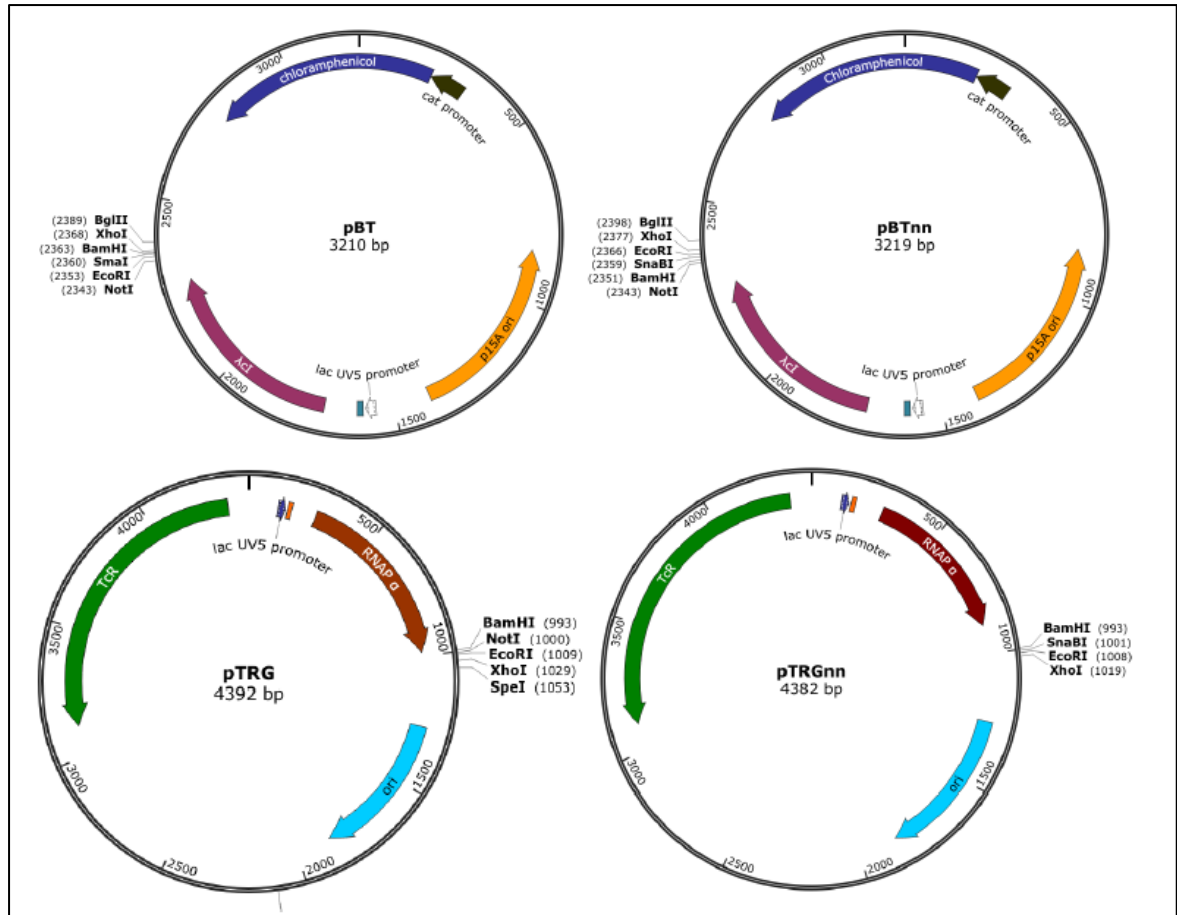 3000
chloramphenicol
cat promoter
500
2500
(2389) BglII
(2368) XhoI
(2363) BamHI
(2360) SmaI
(2353) EcoRI
(2343) NotI
pBT
3210 bp
1000
p15A ori
lac UV5 promoter
λcI
2000
1500
3000
Chloramphenicol
cat promoter
500
2500
(2398) BglII
(2377) XhoI
(2366) EcoRI
(2359) SnaBI
(2351) BamHI
(2343) NotI
pBTnn
3219 bp
1000
p15A ori
lac UV5 promoter
λcI
2000
1500
4000
500
lac UV5 promoter
TcR
RNAP α
3500
1000
BamHI (993)
NotI (1000)
EcoRI (1009)
XhoI (1029)
SpeI (1053)
pTRG
4392 bp
3000
1500
ori
2500
2000
4000
500
lac UV5 promoter
TcR
RNAP α
3500
1000
BamHI (993)
SnaBI (1001)
EcoRI (1008)
XhoI (1019)
pTRGnn
4382 bp
3000
1500
ori
2500
2000